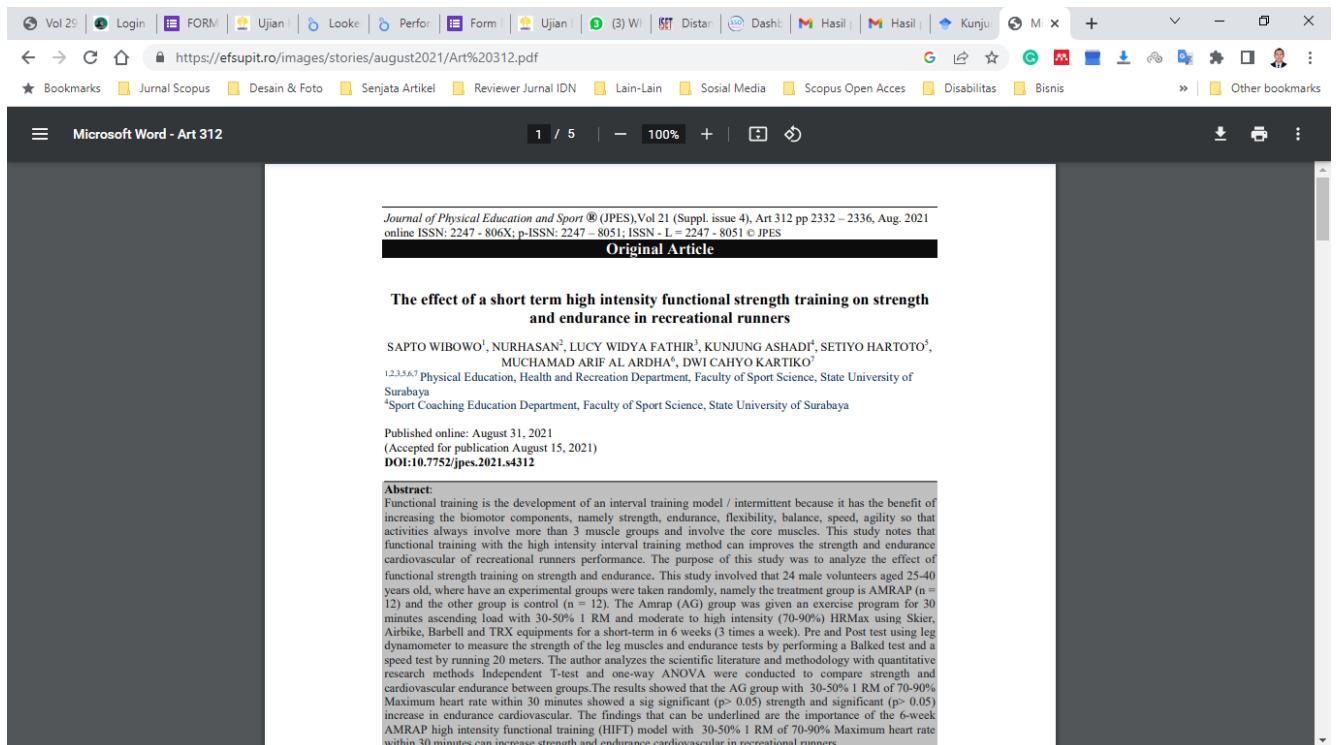 Vol 29
Login
FORM
Ujian
Looke
Perfor
Form
Ujian
(3) W
Distar
Dashb
Hasil
Hasil
Kunju
Mi
https://efsupit.ro/images/stories/august2021/Art%20312.pdf
Bookmarks
Jurnal Scopus
Desain & Foto
Senjata Artikel
Reviewer Jurnal IDN
Lain-Lain
Sosial Media
Scopus Open Acces
Disabilitas
Bisnis
»
Other bookmarks
Microsoft Word - Art 312
1 / 5
100%
Journal of Physical Education and Sport ® (JPES),Vol 21 (Suppl. issue 4), Art 312 pp 2332 – 2336, Aug. 2021
online ISSN: 2247 - 806X; p-ISSN: 2247 – 8051; ISSN - L = 2247 - 8051 © JPES
Original Article
The effect of a short term high intensity functional strength training on strength
and endurance in recreational runners
SAPTO WIBOWO1, NURHASAN2, LUCY WIDYA FATHIR3, KUNJUNG ASHADI4, SETIYO HARTOTO5,
MUCHAMAD ARIF AL ARDHA6, DWI CAHYO KARTIKO7
1,2,3,5,6,7 Physical Education, Health and Recreation Department, Faculty of Sport Science, State University of
Surabaya
4Sport Coaching Education Department, Faculty of Sport Science, State University of Surabaya
Published online: August 31, 2021
(Accepted for publication August 15, 2021)
DOI:10.7752/jpes.2021.s4312
Abstract:
Functional training is the development of an interval training model / intermittent because it has the benefit of
increasing the biomotor components, namely strength, endurance, flexibility, balance, speed, agility so that
activities always involve more than 3 muscle groups and involve the core muscles. This study notes that
functional training with the high intensity interval training method can improves the strength and endurance
cardiovascular of recreational runners performance. The purpose of this study was to analyze the effect of
functional strength training on strength and endurance. This study involved that 24 male volunteers aged 25-40
years old, where have an experimental groups were taken randomly, namely the treatment group is AMRAP (n =
12) and the other group is control (n = 12). The Amrap (AG) group was given an exercise program for 30
minutes ascending load with 30-50% 1 RM and moderate to high intensity (70-90%) HRMax using Skier,
Airbike, Barbell and TRX equipments for a short-term in 6 weeks (3 times a week). Pre and Post test using leg
dynamometer to measure the strength of the leg muscles and endurance tests by performing a Balked test and a
speed test by running 20 meters. The author analyzes the scientific literature and methodology with quantitative
research methods Independent T-test and one-way ANOVA were conducted to compare strength and
cardiovascular endurance between groups.The results showed that the AG group with 30-50% 1 RM of 70-90%
Maximum heart rate within 30 minutes showed a sig significant (p> 0.05) strength and significant (p> 0.05)
increase in endurance cardiovascular. The findings that can be underlined are the importance of the 6-week
AMRAP high intensity functional training (HIFT) model with 30-50% 1 RM of 70-90% Maximum heart rate
within 30 minutes can increase strength and endurance cardiovascular in recreational runners